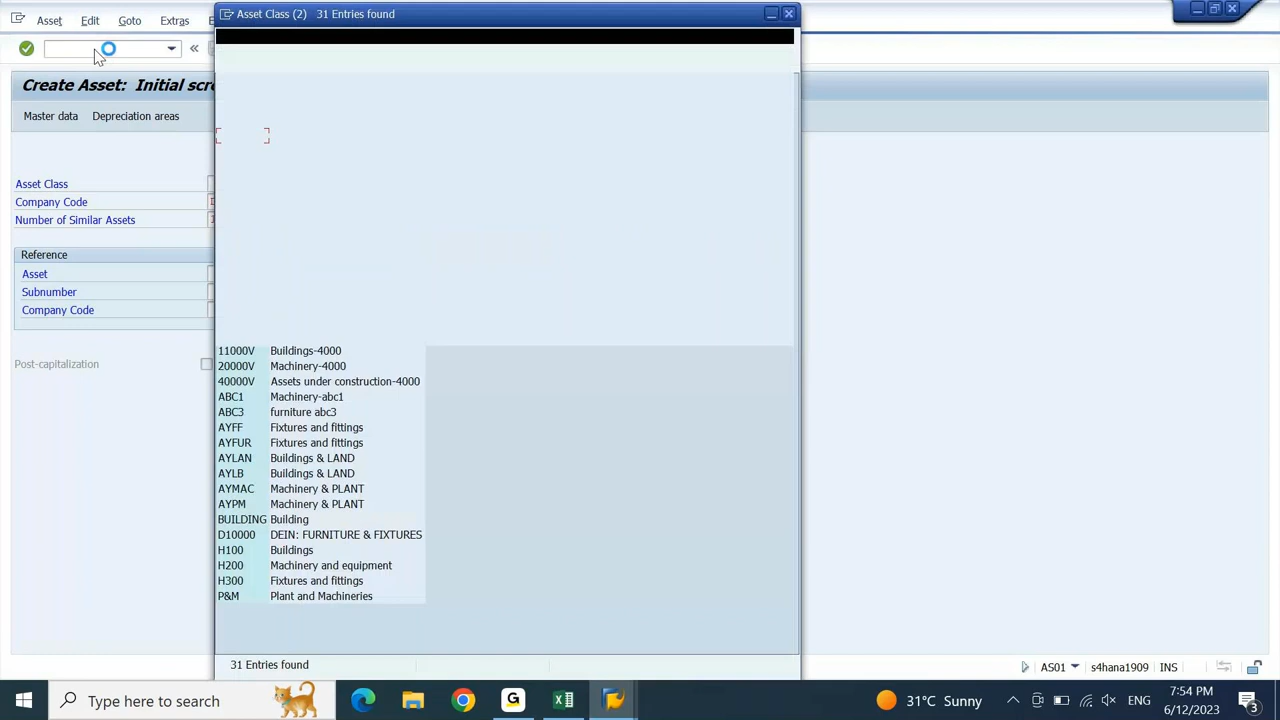 Asset Class (2) 31 Entries found
Asset Edit Goto Extras
Create Asset: Initial scr
Master data Depreciation areas
Asset Class
Company Code
Number of Similar Assets
Reference
Asset
Subnumber
Company Code
Post-capitalization
11000V Buildings-4000
20000V Machinery-4000
40000V Assets under construction-4000
ABC1 Machinery-abc1
ABC3 furniture abc3
AYFF Fixtures and fittings
AYFUR Fixtures and fittings
AYLAN Buildings & LAND
AYLB Buildings & LAND
AYMAC Machinery & PLANT
AYPM Machinery & PLANT
BUILDING Building
D10000 DEIN: FURNITURE & FIXTURES
H100 Buildings
H200 Machinery and equipment
H300 Fixtures and fittings
P&M Plant and Machineries
31 Entries found
AS01 s4hana1909 INS
Type here to search
31°C Sunny
ENG
7:54 PM
6/12/2023
3